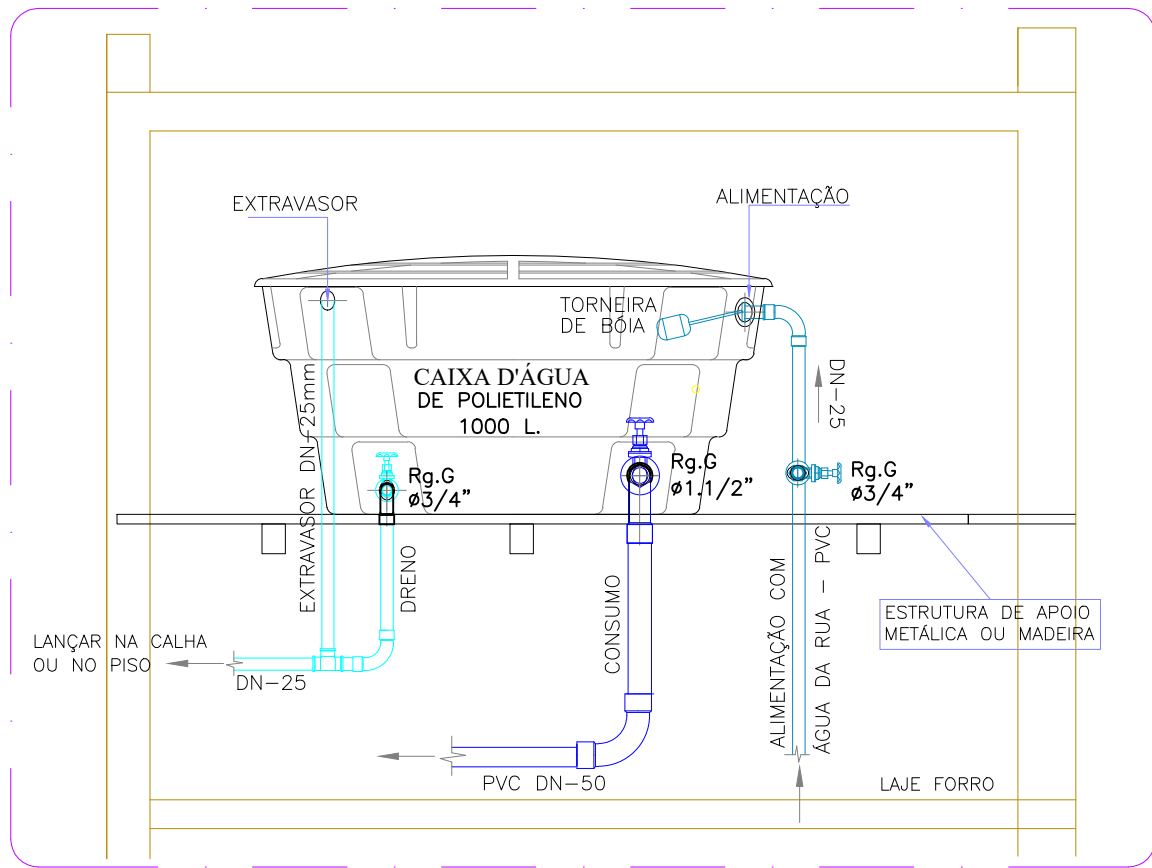 EXTRAVASOR
ALIMENTAÇÃO
TORNEIRA
DE BÓIA
CAIXA D'ÁGUA
DE POLIETILENO
1000 L.
EXTRAVASOR DN-25mm
Rg.G
ø3/4"
Rg.G
ø1.1/2"
DN-25
Rg.G
ø3/4"
DRENO
CONSUMO
ALIMENTAÇÃO COM
ÁGUA DA RUA - PVC
ESTRUTURA DE APOIO
METÁLICA OU MADEIRA
LANÇAR NA CALHA
OU NO PISO
DN-25
PVC DN-50
LAJE FORRO